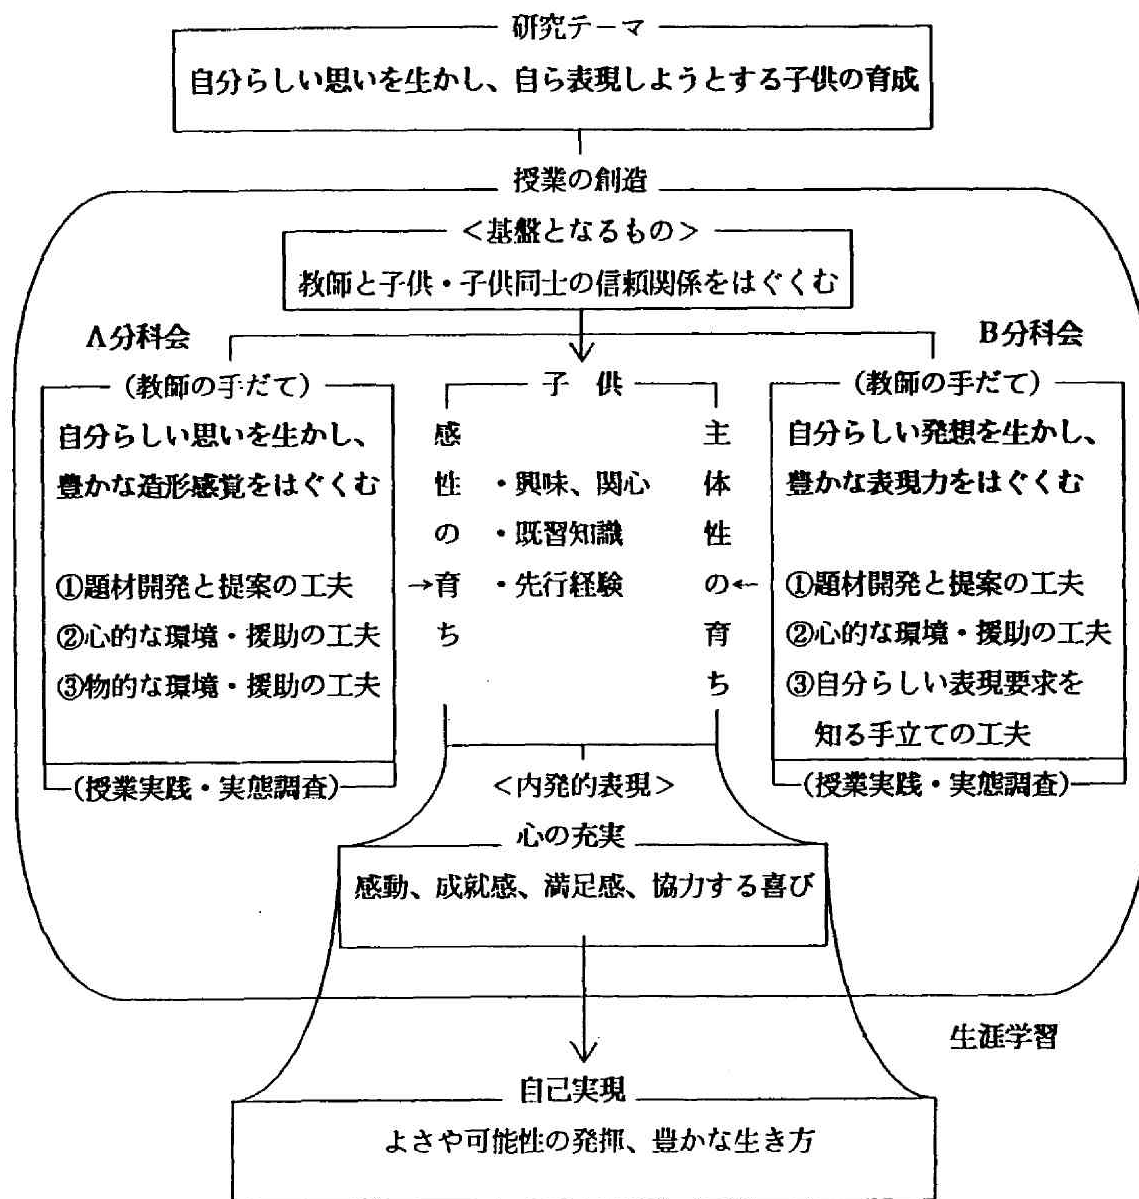 研究テーマ
自分らしい思いを生かし、自ら表現しようとする子供の育成
授業の創造
＜基盤となるもの＞
教師と子供・子供同士の信頼関係をはぐくむ
A分科会
(教師の手だて)
自分らしい思いを生かし、
豊かな造形感覚をはぐくむ
①題材開発と提案の工夫
②心的な環境・援助の工夫
③物的な環境・援助の工夫
(授業実践・実態調査)
子 供
感性の育ち
・興味、関心
・既習知識
・先行経験
主体性の育ち
B分科会
(教師の手だて)
自分らしい発想を生かし、
豊かな表現力をはぐくむ
①題材開発と提案の工夫
②心的な環境・援助の工夫
③自分らしい表現要求を
知る手立ての工夫
(授業実践・実態調査)
＜内発的表現＞
心の充実
感動、成就感、満足感、協力する喜び
生涯学習
自己実現
よさや可能性の発揮、豊かな生き方